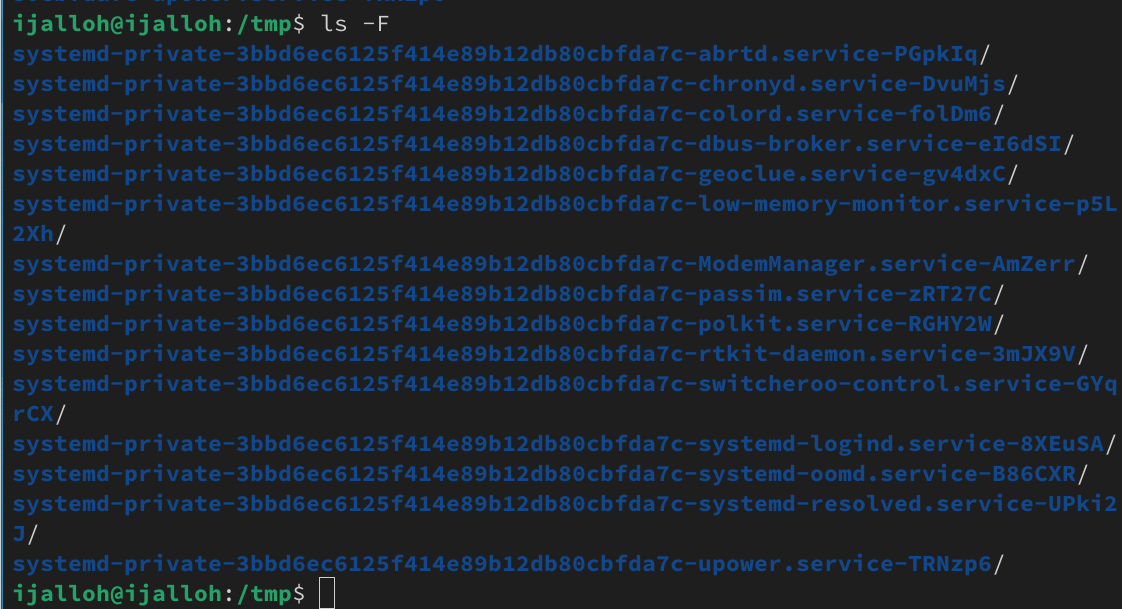 ijalloh@ijalloh:/tmp$ ls -F
systemd-private-3bbd6ec6125f414e89b12db80cbfda7c-abrtd.service-PGpkIq/
systemd-private-3bbd6ec6125f414e89b12db80cbfda7c-chronyd.service-DvuMjs/
systemd-private-3bbd6ec6125f414e89b12db80cbfda7c-colord.service-folDm6/
systemd-private-3bbd6ec6125f414e89b12db80cbfda7c-dbus-broker.service-eI6dSI/
systemd-private-3bbd6ec6125f414e89b12db80cbfda7c-geoclue.service-gv4dxC/
systemd-private-3bbd6ec6125f414e89b12db80cbfda7c-low-memory-monitor.service-p5L
2Xh/
systemd-private-3bbd6ec6125f414e89b12db80cbfda7c-ModemManager.service-AmZerr/
systemd-private-3bbd6ec6125f414e89b12db80cbfda7c-passim.service-zRT27C/
systemd-private-3bbd6ec6125f414e89b12db80cbfda7c-polkit.service-RGHY2W/
systemd-private-3bbd6ec6125f414e89b12db80cbfda7c-rtkit-daemon.service-3mJX9V/
systemd-private-3bbd6ec6125f414e89b12db80cbfda7c-switcheroo-control.service-GYq
rCX/
systemd-private-3bbd6ec6125f414e89b12db80cbfda7c-systemd-logind.service-8XEuSA/
systemd-private-3bbd6ec6125f414e89b12db80cbfda7c-systemd-oomd.service-B86CXR/
systemd-private-3bbd6ec6125f414e89b12db80cbfda7c-systemd-resolved.service-UPki2
J/
systemd-private-3bbd6ec6125f414e89b12db80cbfda7c-upower.service-TRNzp6/
ijalloh@ijalloh:/tmp$